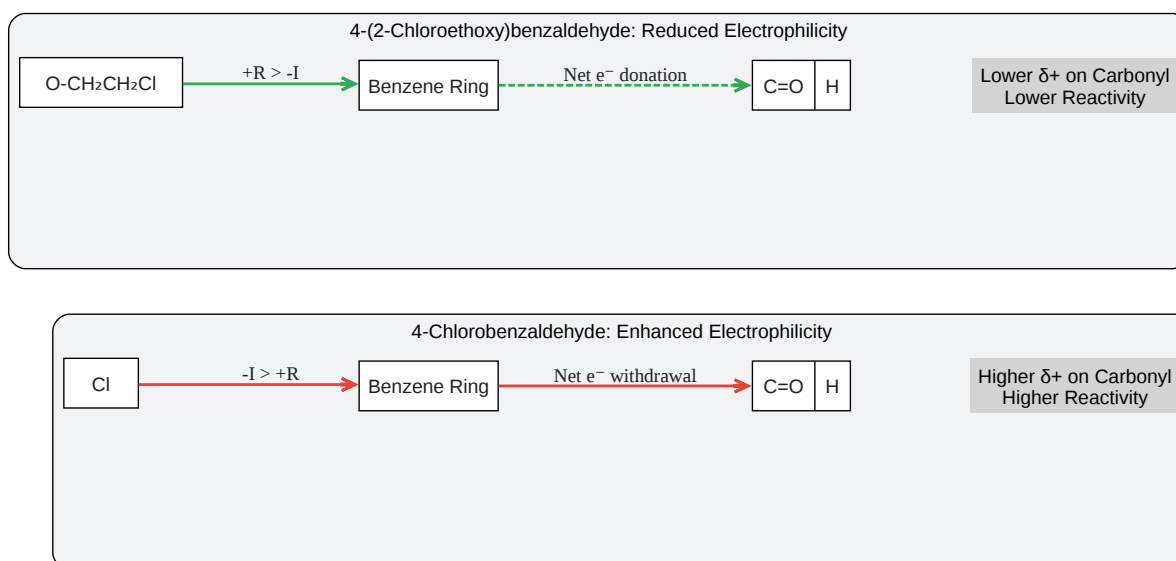 4-(2-Chloroethoxy)benzaldehyde: Reduced Electrophilicity
O-CH₂CH₂Cl
+R > -I
Benzene Ring
Net e⁻ donation
C=O
H
Lower δ+ on Carbonyl
Lower Reactivity
4-Chlorobenzaldehyde: Enhanced Electrophilicity
Cl
-I > +R
Benzene Ring
Net e⁻ withdrawal
C=O
H
Higher δ+ on Carbonyl
Higher Reactivity